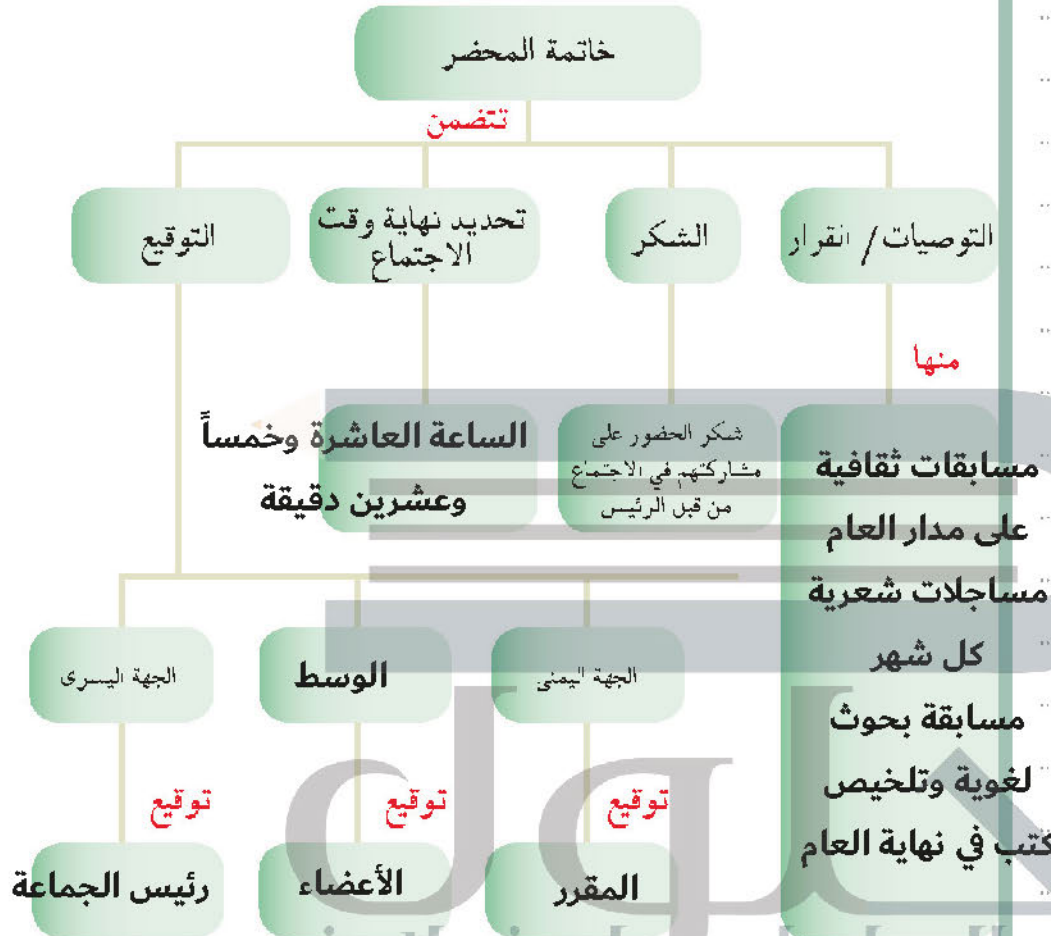 خاتمة المحضر
تتضمن
التوصيات / القرار
الشكر
تحديد نهاية وقت
الاجتماع
التوقيع
منها
مسابقات ثقافية
على مدار العام
مساجلات شعرية
كل شهر
مسابقة بحوث
لغوية وتلخيص
كتب في نهاية العام
شكر الحضور على
مشاركتهم في الاجتماع
من قبل الرئيس
الساعة العاشرة وخمساً
وعشرين دقيقة
الجهة اليمنى
الوسط
الجهة اليسرى
توقيع
توقيع
توقيع
المقرر
الأعضاء
رئيس الجماعة